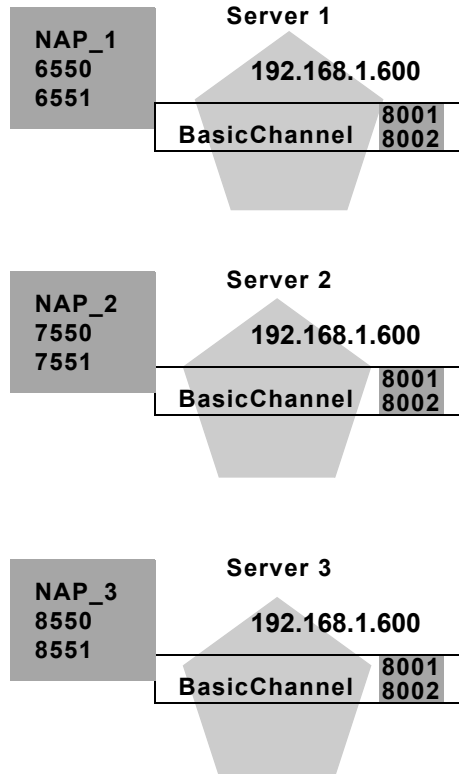 Server 1
NAP_1
6550
6551
192.168.1.600
BasicChannel
8001
8002
Server 2
NAP_2
7550
7551
192.168.1.600
BasicChannel
8001
8002
Server 3
NAP_3
8550
8551
192.168.1.600
BasicChannel
8001
8002